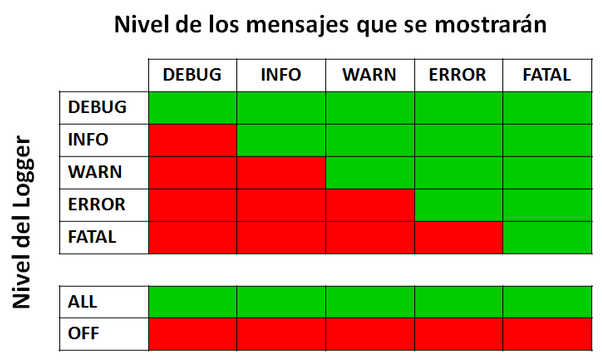 Nivel de los mensajes que se mostrarán
DEBUG INFO WARN ERROR FATAL
Nivel del Logger
DEBUG
INFO
WARN
ERROR
FATAL
ALL
OFF